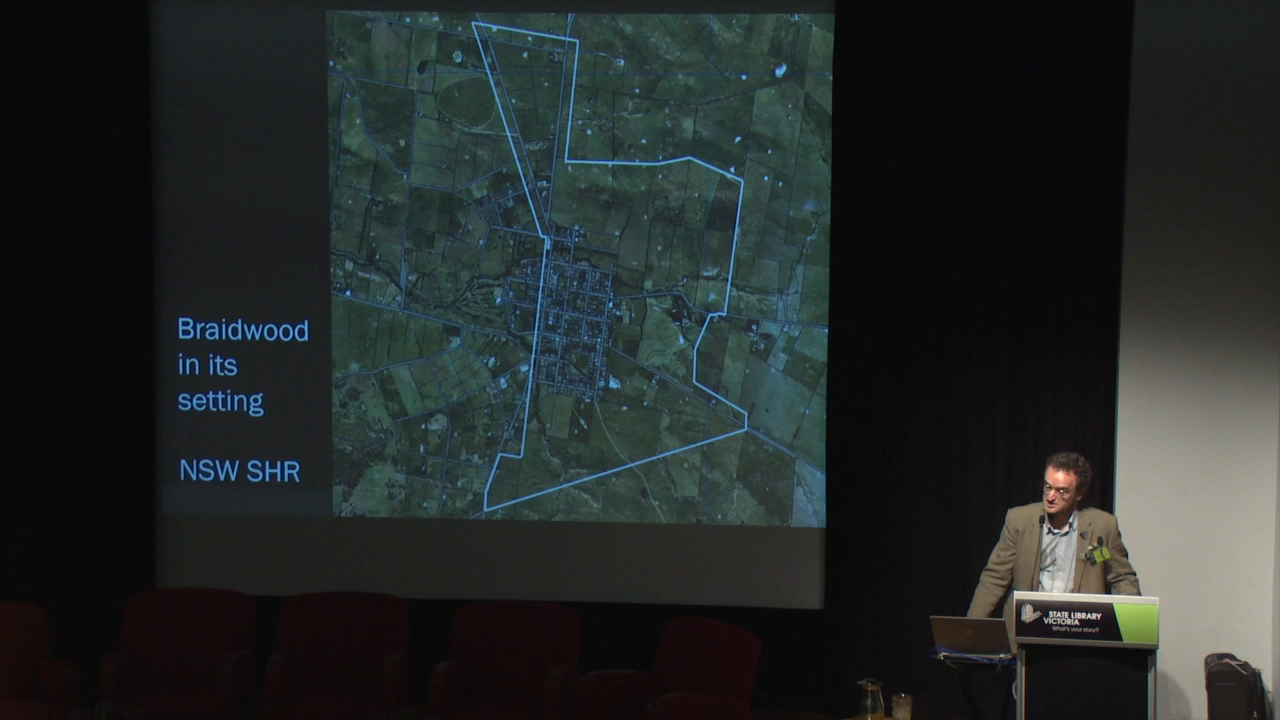 Braidwood
in its
setting
NSW SHR
STATE LIBRARY
VICTORIA
What's your story?